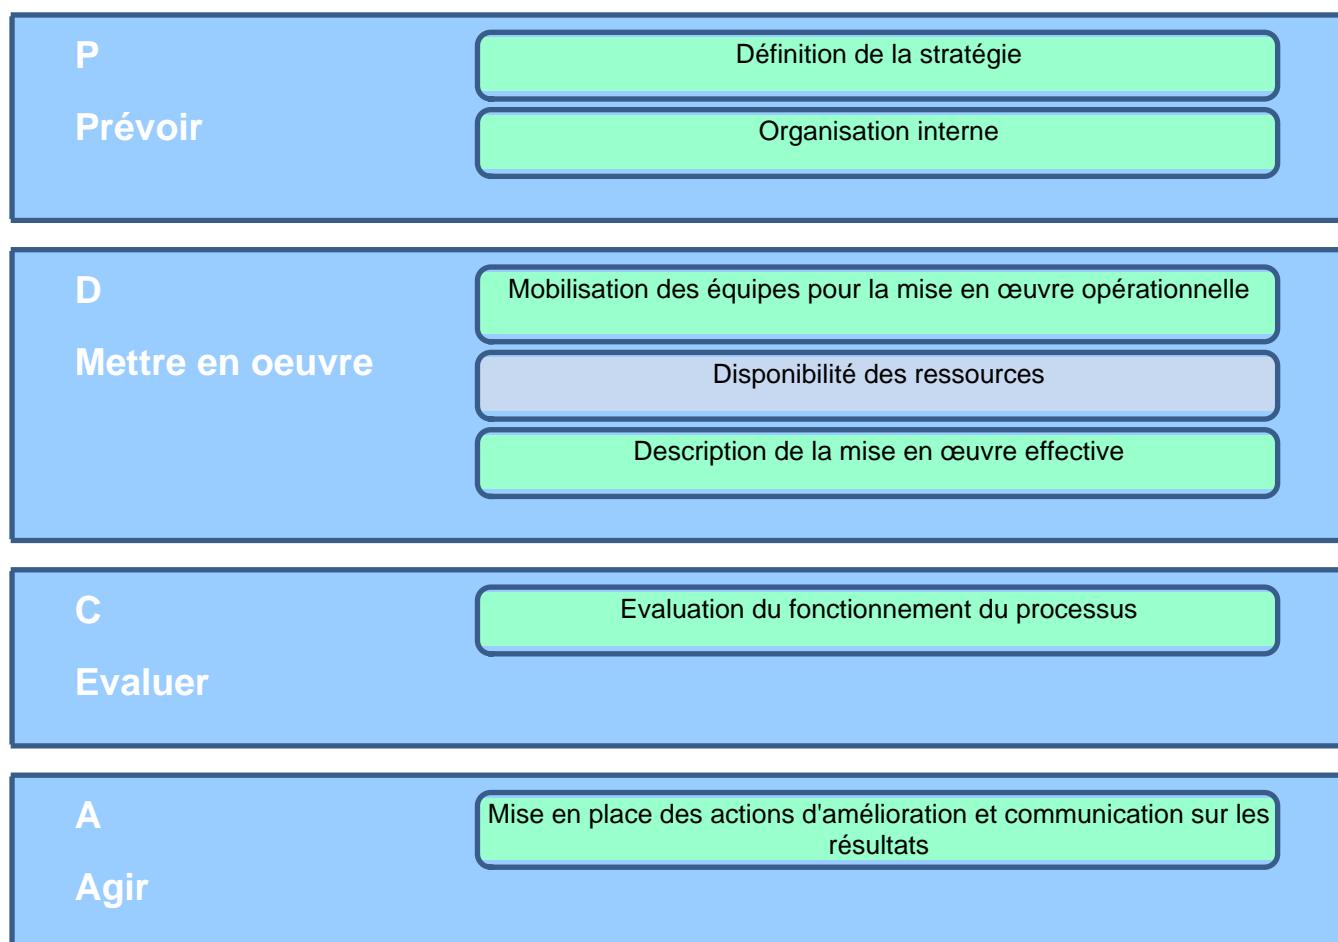 P
Prévoir
Définition de la stratégie
Organisation interne
D
Mettre en oeuvre
Mobilisation des équipes pour la mise en œuvre opérationnelle
Disponibilité des ressources
Description de la mise en œuvre effective
C
Evaluer
Evaluation du fonctionnement du processus
A
Agir
Mise en place des actions d'amélioration et communication sur les
résultats